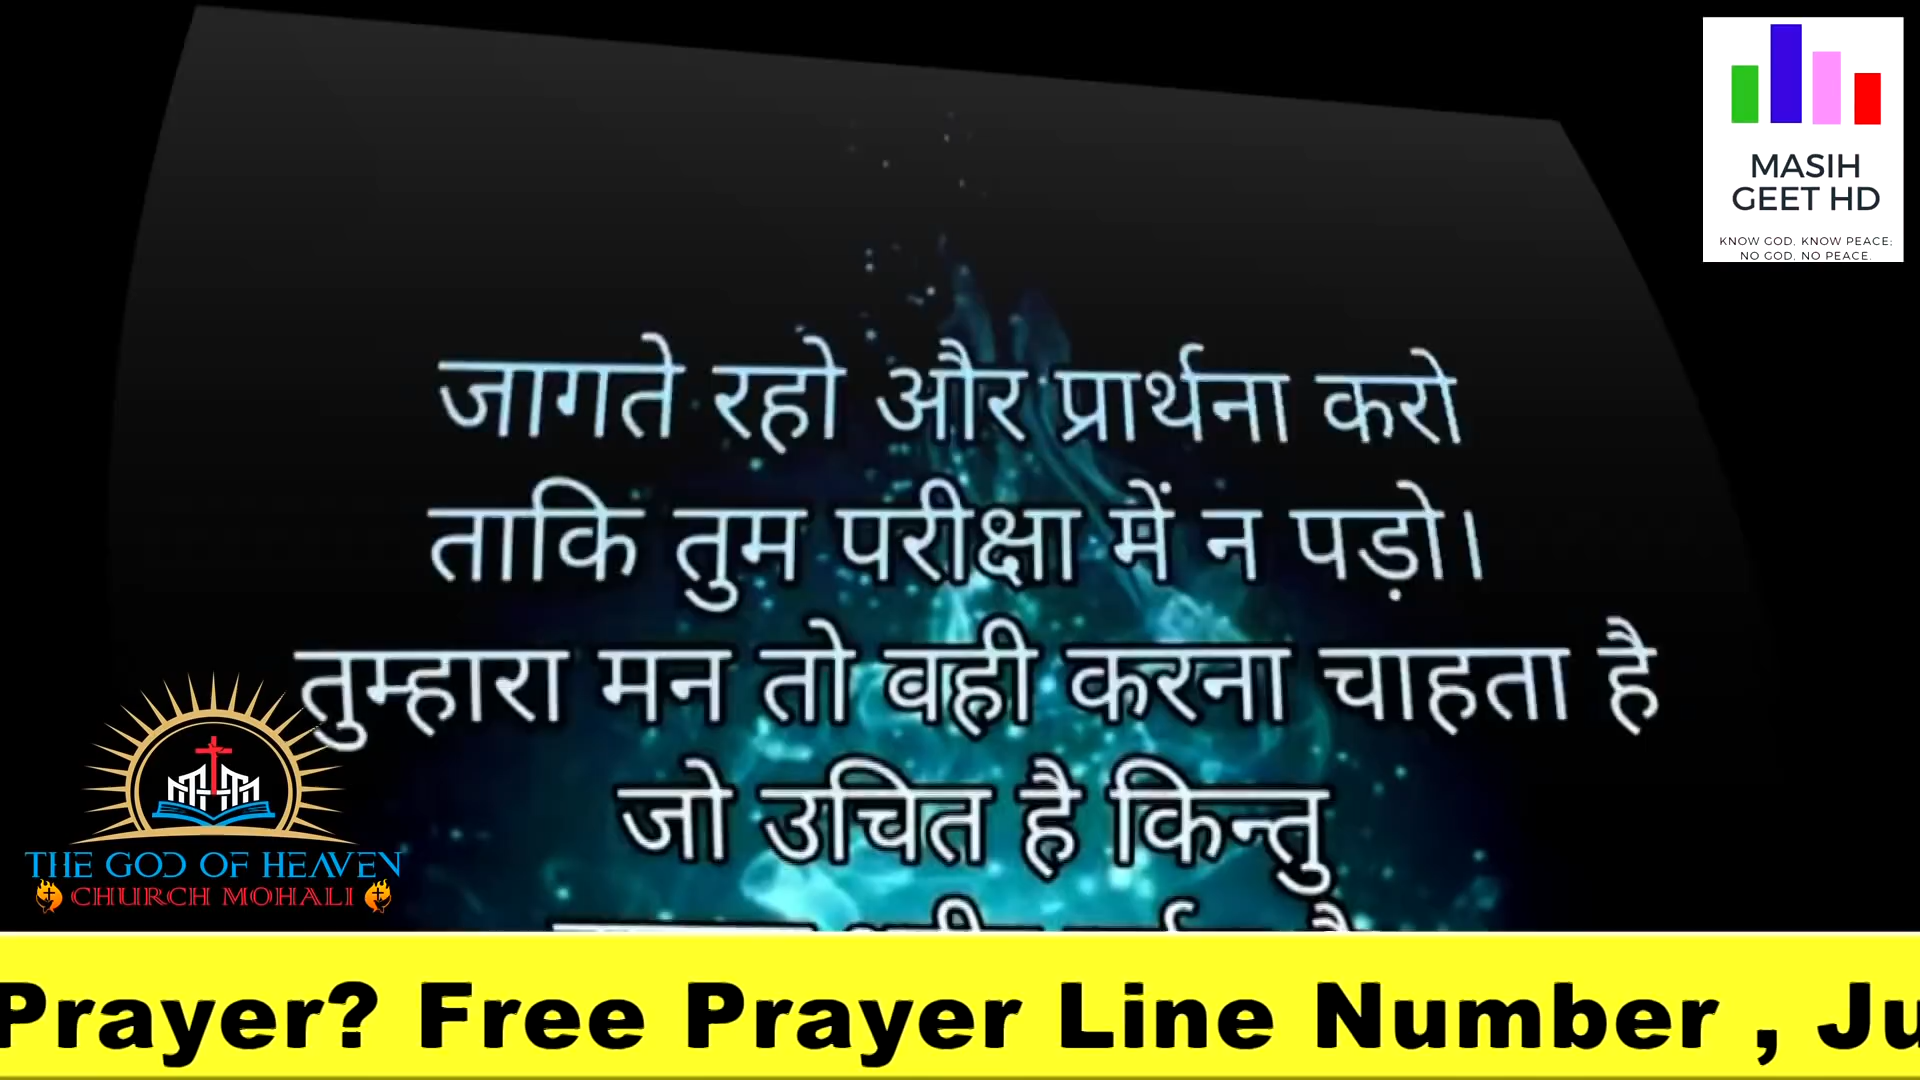 MASIH
GEET HD
KNOW GOD, KNOW PEACE;
NO GOD, NO PEACE.
जागते रहो और प्रार्थना करो
ताकि तुम परीक्षा में न पड़ो।
तुम्हारा मन तो वही करना चाहता है
जो उचित है किन्तु
THE GOD OF HEAVEN
CHURCH MOHALI
Prayer? Free Prayer Line Number , Ju